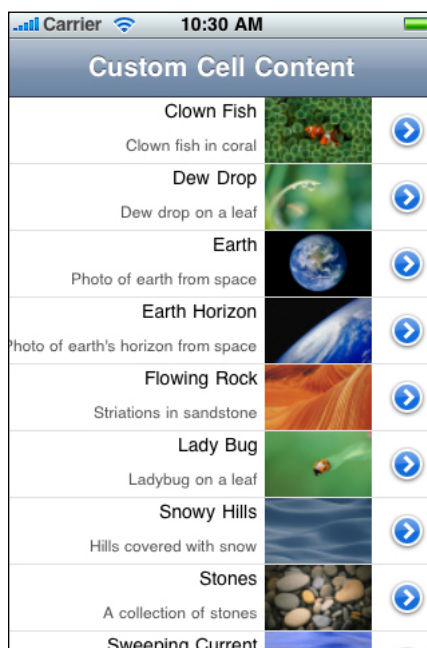 Carrier 10:30 AM
Custom Cell Content
Clown Fish
Clown fish in coral
Dew Drop
Dew drop on a leaf
Earth
Photo of earth from space
Earth Horizon
Photo of earth's horizon from space
Flowing Rock
Striations in sandstone
Lady Bug
Ladybug on a leaf
Snowy Hills
Hills covered with snow
Stones
A collection of stones
Sweeping Current